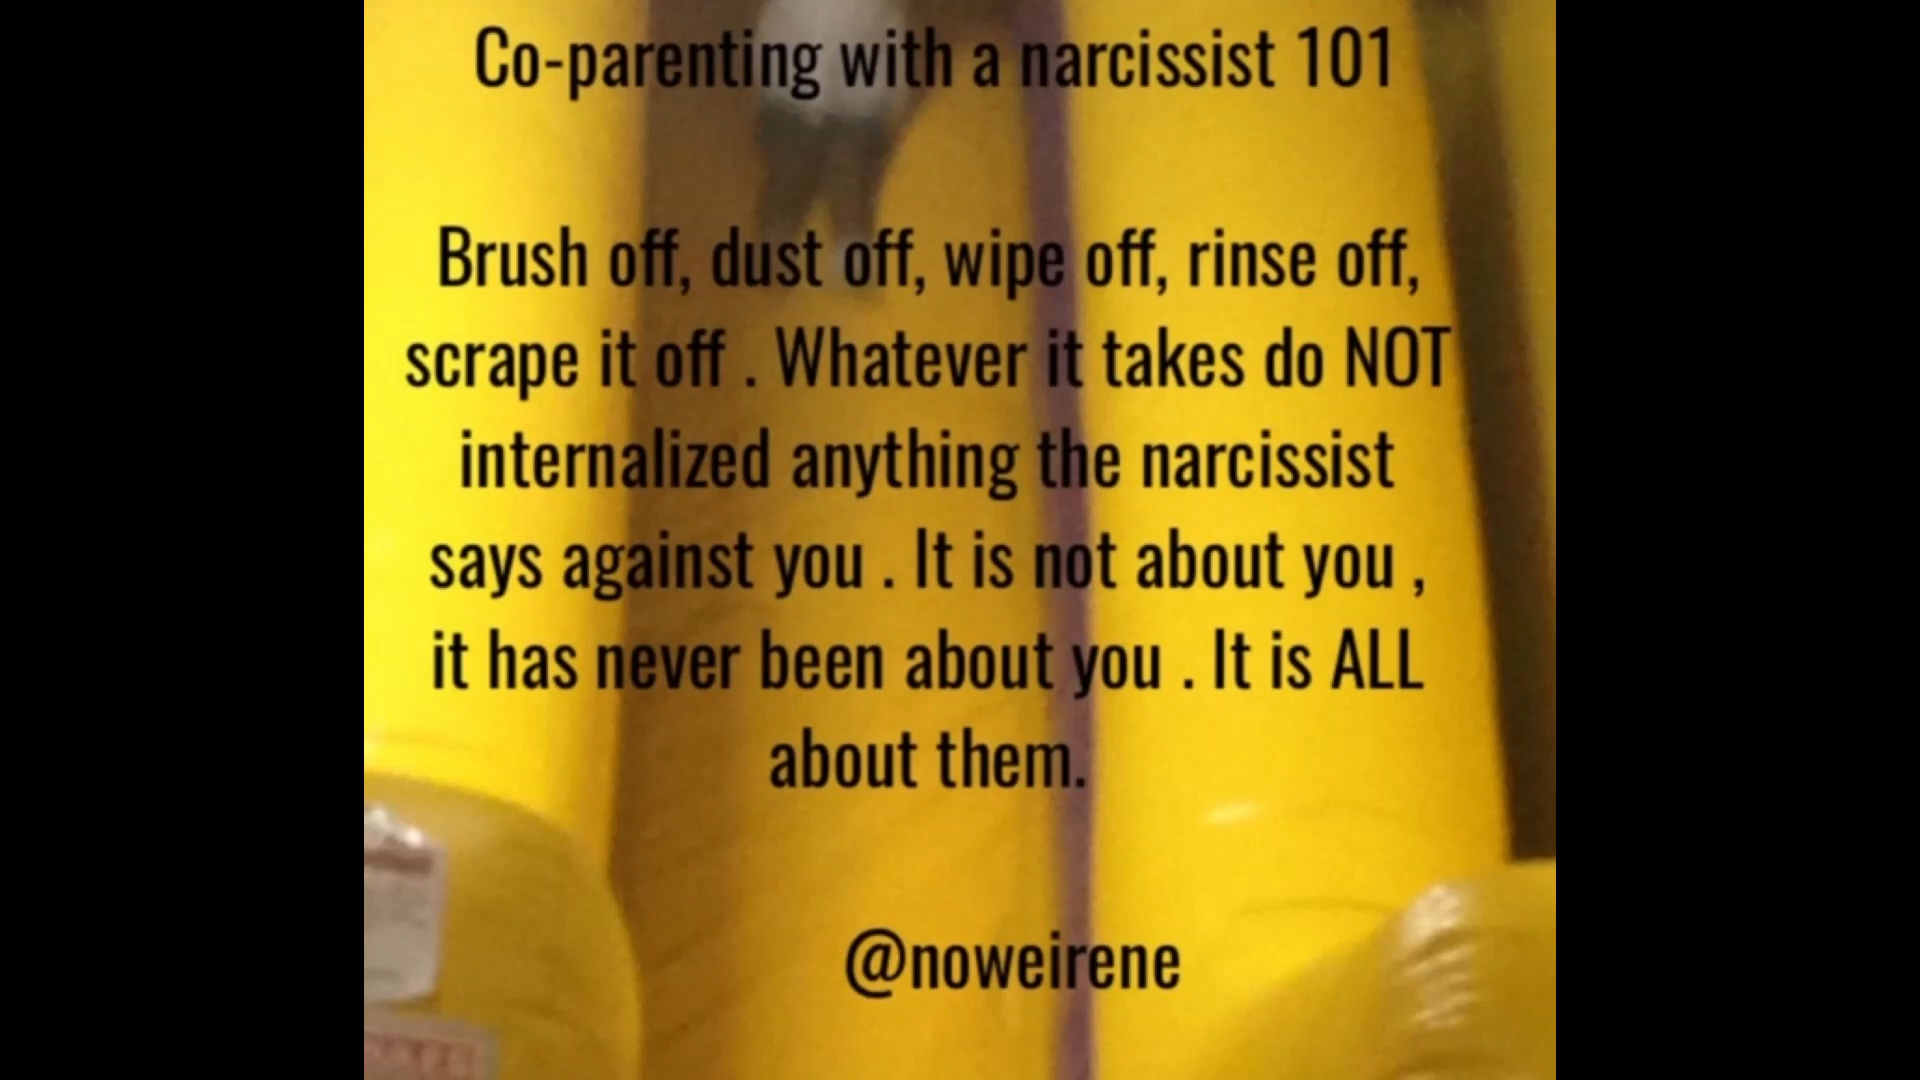 Co-parenting with a narcissist 101
Brush off, dust off, wipe off, rinse off,
scrape it off . Whatever it takes do NOT
internalized anything the narcissist
says against you . It is not about you ,
it has never been about you . It is ALL
about them.
@noweirene